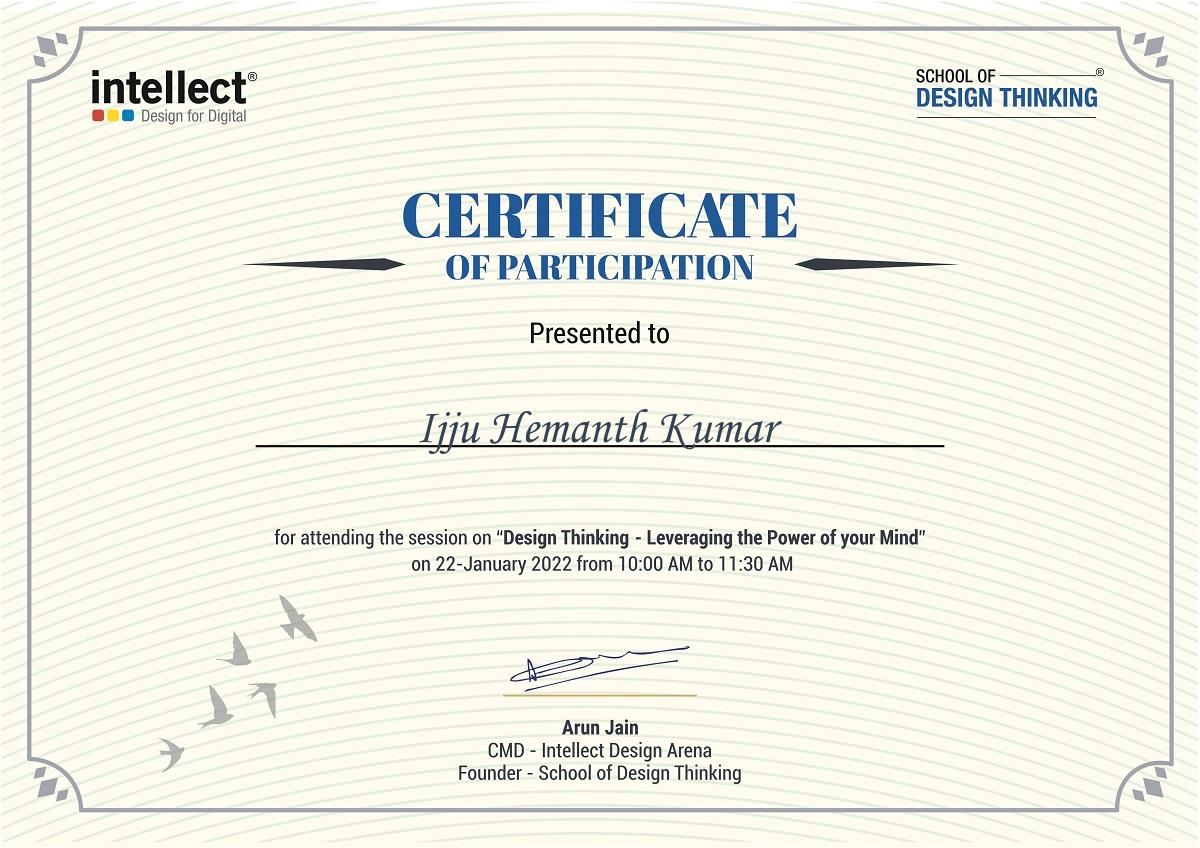 intellect®
Design for Digital
SCHOOL OF ®
DESIGN THINKING
CERTIFICATE
OF PARTICIPATION
Presented to
Ijju Hemanth Kumar
for attending the session on “Design Thinking - Leveraging the Power of your Mind”
on 22-January 2022 from 10:00 AM to 11:30 AM
Arun Jain
CMD - Intellect Design Arena
Founder - School of Design Thinking